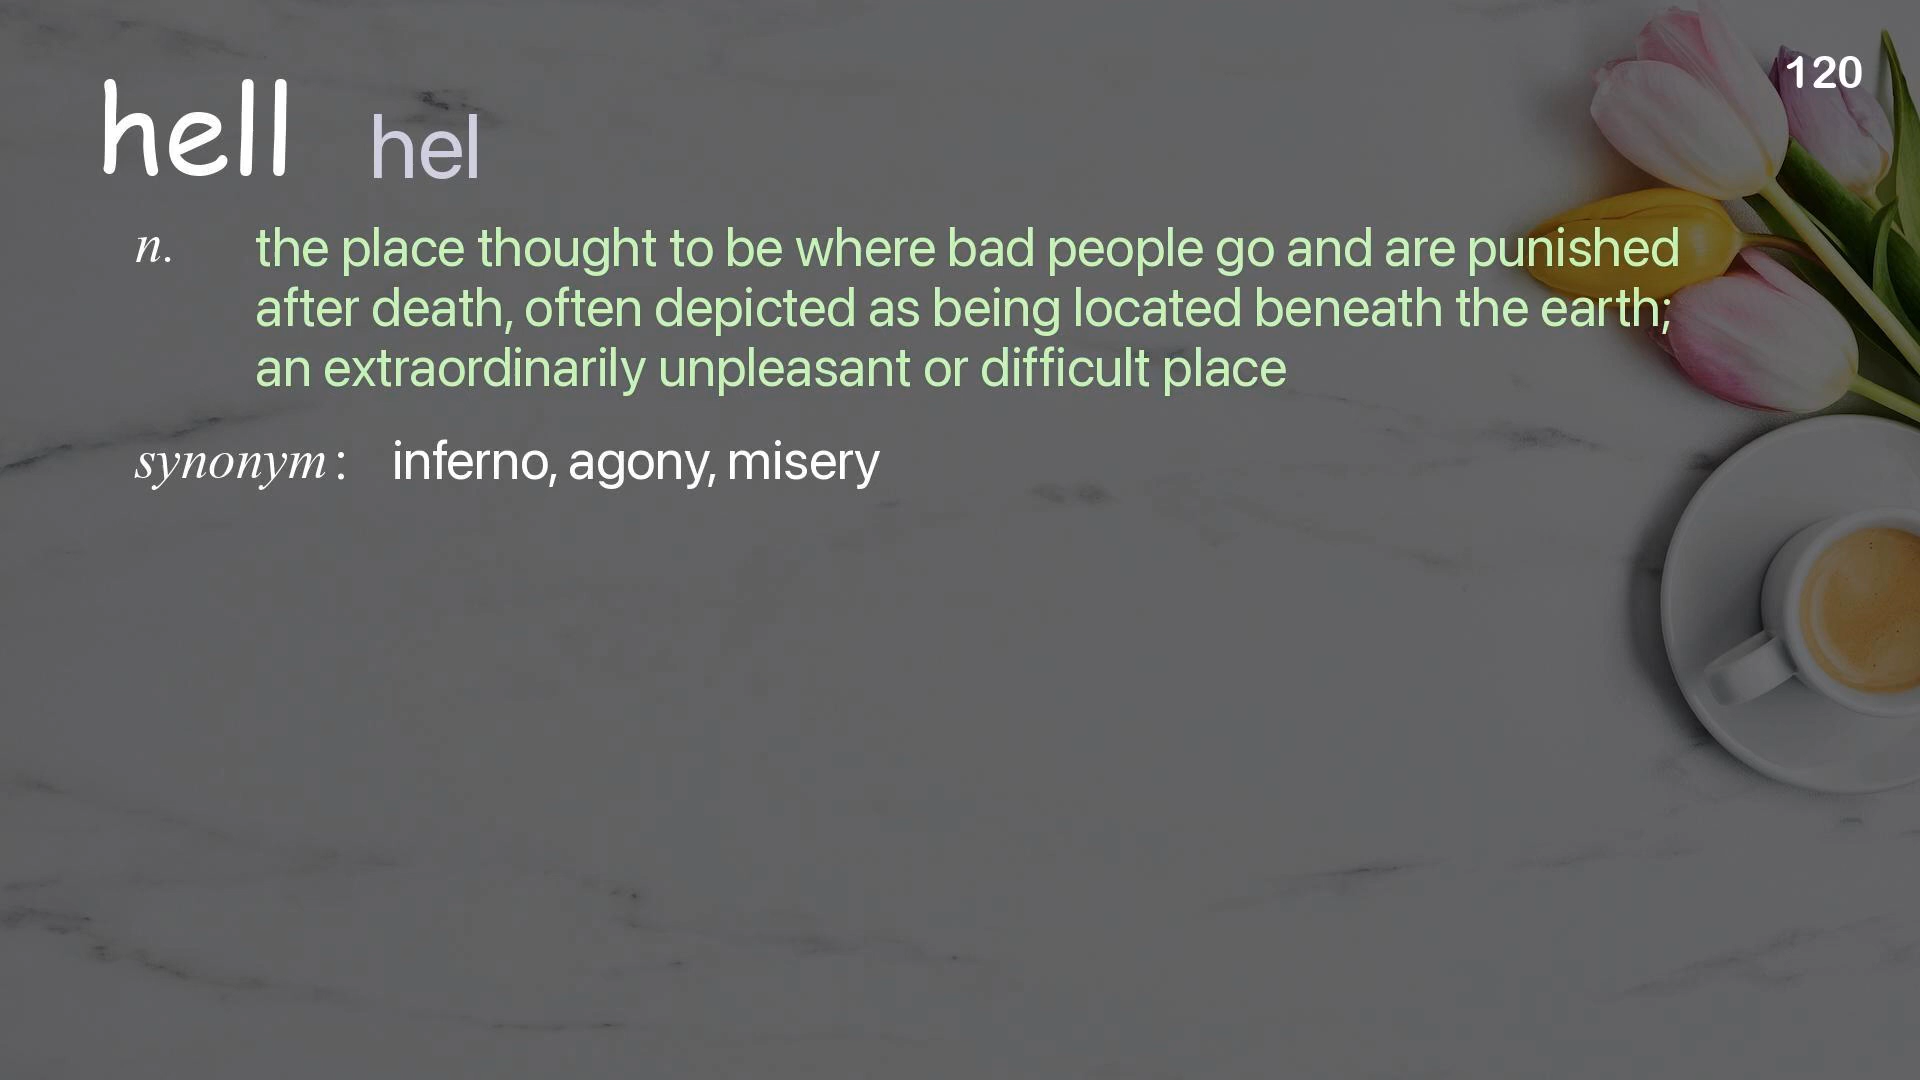 120
hell hel
n. the place thought to be where bad people go and are punished
after death, often depicted as being located beneath the earth;
an extraordinarily unpleasant or difficult place
synonym : inferno, agony, misery